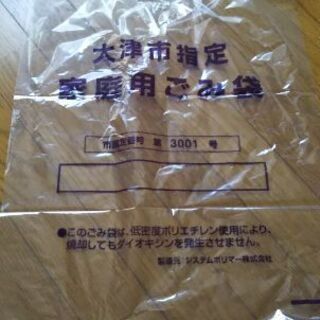 大津市指定
家庭用ごみ袋
市認定番号 第 3001 号
●このごみ袋は、低密度ポリエチレン使用により、
焼却してもダイオキシンを発生させません。
製造元:システムポリマー株式会社